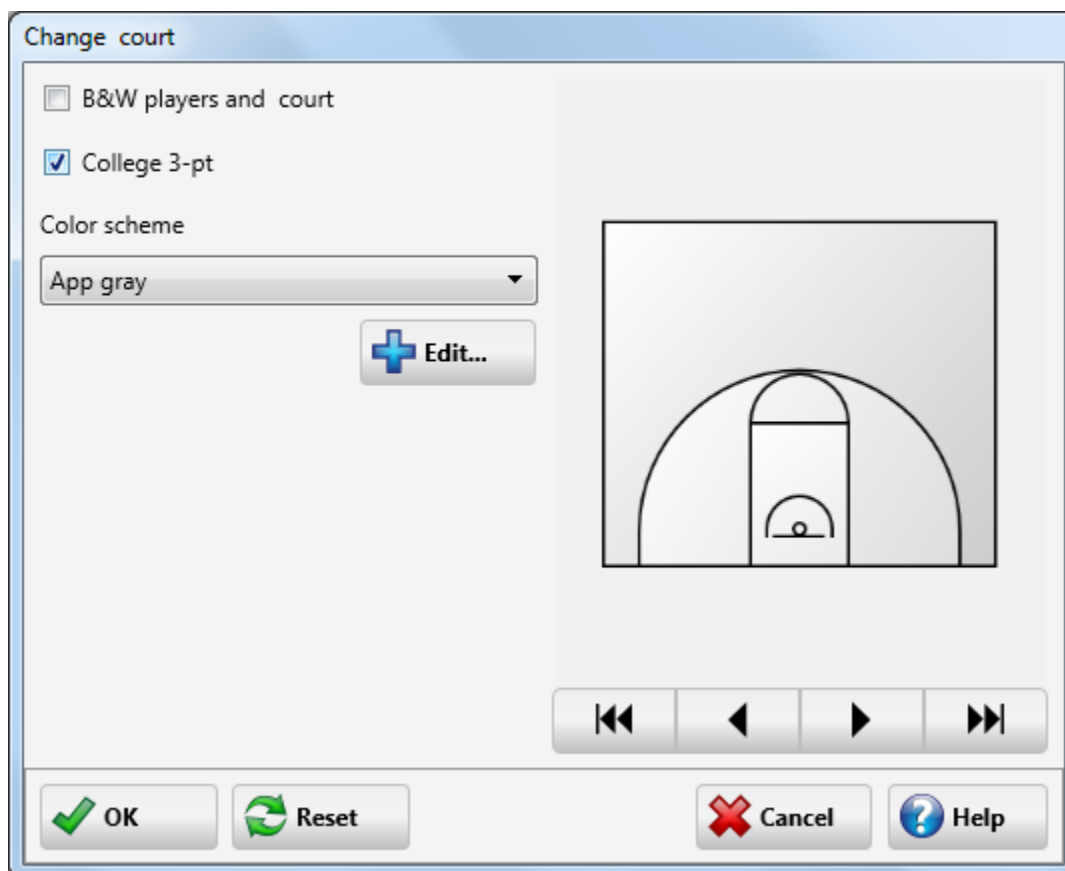 Change court
B&W players and court
College 3-pt
Color scheme
App gray
Edit...
OK
Reset
Cancel
Help